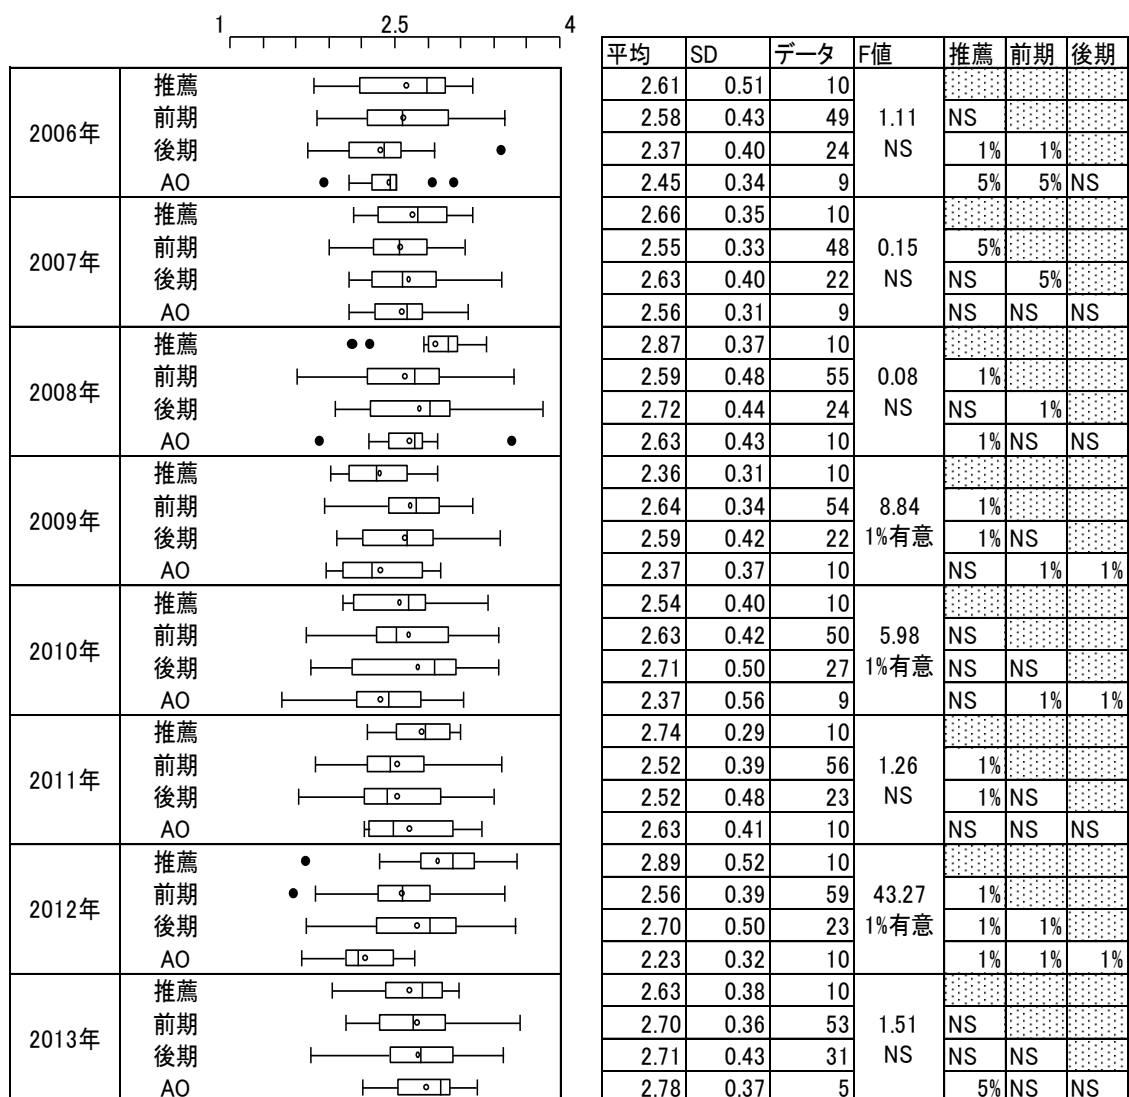 1 2.5 4
平均 SD データ F値 推薦 前期 後期
2006年
推薦 2.61 0.51 10
前期 2.58 0.43 49 NS
後期 2.37 0.40 24 1% 1%
AO 2.45 0.34 9 5% 5% NS
1.11
NS
2007年
推薦 2.66 0.35 10
前期 2.55 0.33 48 5%
後期 2.63 0.40 22 NS 5%
AO 2.56 0.31 9 NS NS NS
0.15
NS
2008年
推薦 2.87 0.37 10
前期 2.59 0.48 55 1%
後期 2.72 0.44 24 NS 1%
AO 2.63 0.43 10 1% NS NS
0.08
NS
2009年
推薦 2.36 0.31 10
前期 2.64 0.34 54 1%
後期 2.59 0.42 22 1% NS
AO 2.37 0.37 10 NS 1% 1%
8.84
1%有意
2010年
推薦 2.54 0.40 10
前期 2.63 0.42 50 NS
後期 2.71 0.50 27 NS NS
AO 2.37 0.56 9 NS 1% 1%
5.98
1%有意
2011年
推薦 2.74 0.29 10
前期 2.52 0.39 56 1%
後期 2.52 0.48 23 1% NS
AO 2.63 0.41 10 NS NS NS
1.26
NS
2012年
推薦 2.89 0.52 10
前期 2.56 0.39 59 1%
後期 2.70 0.50 23 1% 1%
AO 2.23 0.32 10 1% 1% 1%
43.27
1%有意
2013年
推薦 2.63 0.38 10
前期 2.70 0.36 53 NS
後期 2.71 0.43 31 NS NS
AO 2.78 0.37 5 5% NS NS
1.51
NS